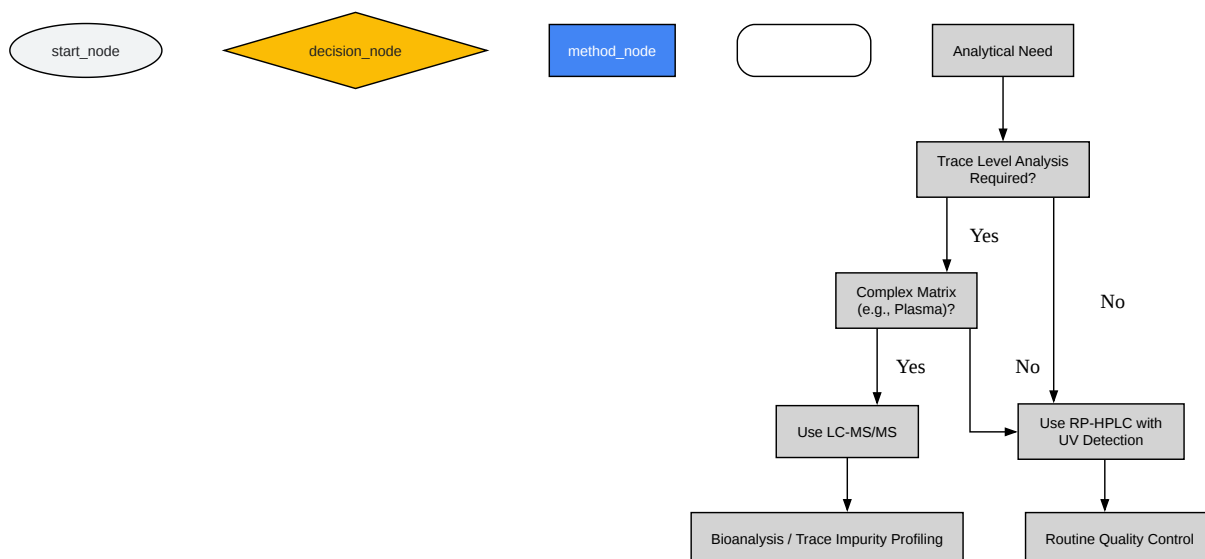 start_node
decision_node
method_node
Analytical Need
Trace Level Analysis
Required?
Yes
No
Complex Matrix
(e.g., Plasma)?
Yes
No
Use LC-MS/MS
Use RP-HPLC with
UV Detection
Bioanalysis / Trace Impurity Profiling
Routine Quality Control